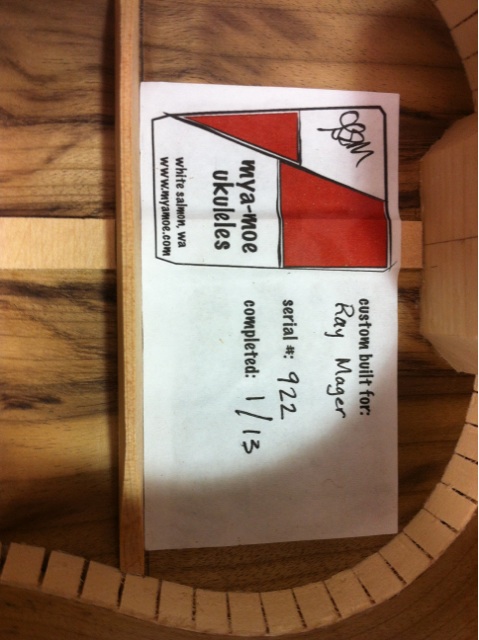 mya-moe
ukuleles
white salmon, wa
www.myamoe.com
custom built for:
Ray Mager
serial #: 922
completed: 1/13